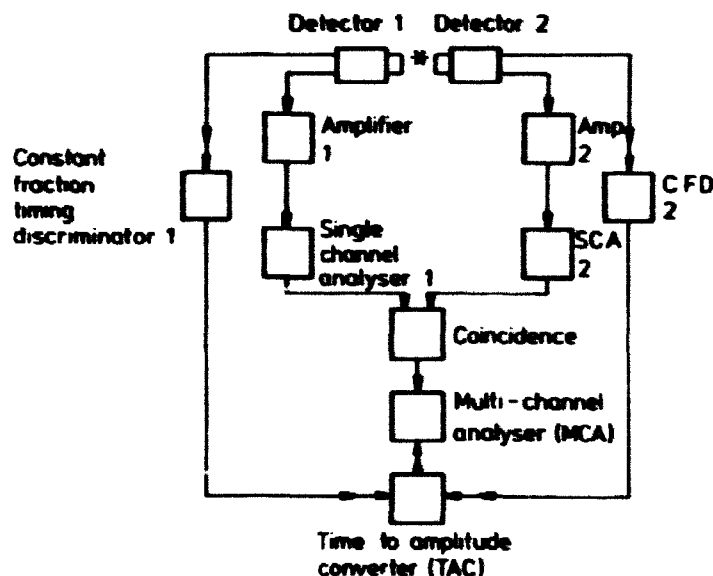 Detector 1 Detector 2
Amplifier
1
Amp.
2
Constant
fraction
timing
discriminator 1
CFD
2
Single
channel
analyser 1
SCA
2
Coincidence
Multi-channel
analyser (MCA)
Time to amplitude
converter (TAC)